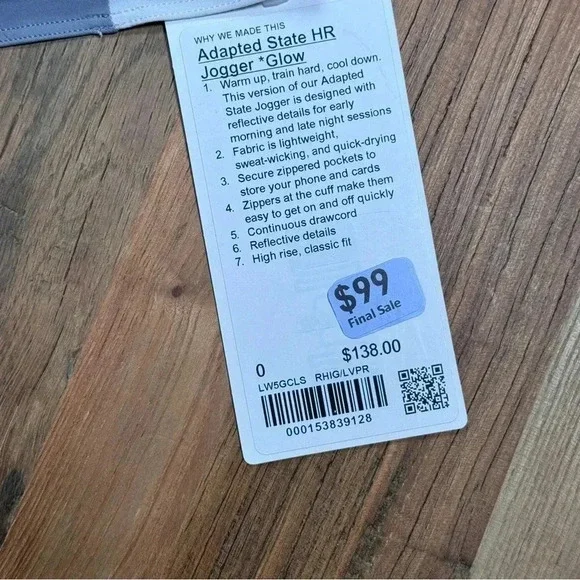 WHY WE MADE THIS
Adapted State HR
Jogger *Glow
1. Warm up, train hard, cool down.
This version of our Adapted
State Jogger is designed with
reflective details for early
morning and late night sessions
2. Fabric is lightweight,
sweat-wicking, and quick-drying
3. Secure zippered pockets to
store your phone and cards
4. Zippers at the cuff make them
easy to get on and off quickly
5. Continuous drawcord
6. Reflective details
7. High rise, classic fit
$99
Final Sale
0 $138.00
LW5GCLS RHIG/LVPR
000153839128